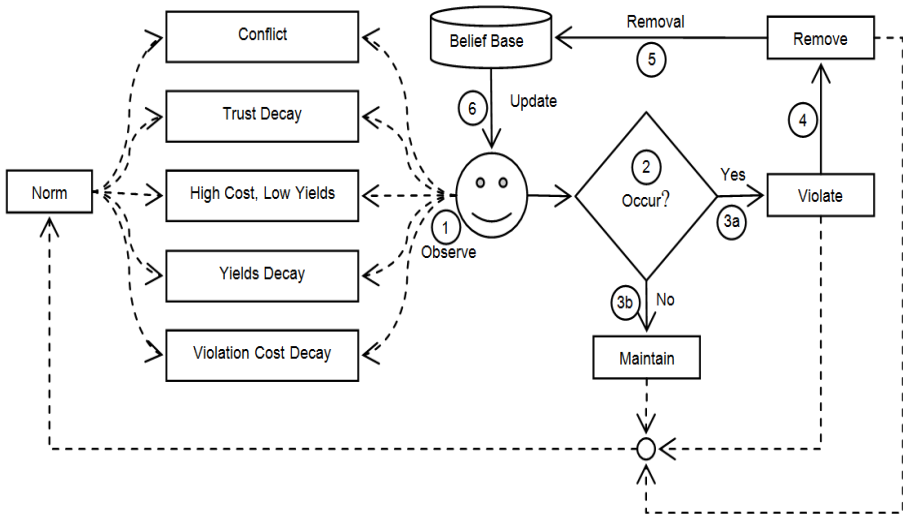 Conflict
Trust Decay
High Cost, Low Yields
Yields Decay
Violation Cost Decay
Norm
1
Observe
Belief Base
6
Update
2
Occur?
Yes
3a
3b
No
Maintain
Violate
4
Remove
Removal
5